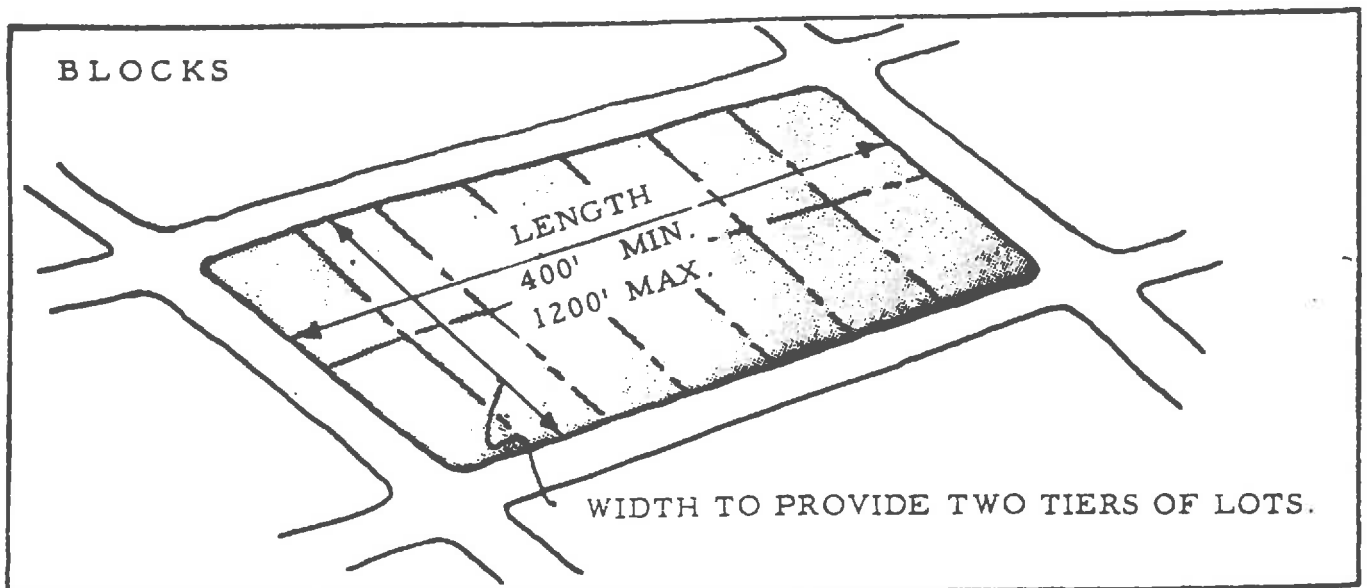 BLOCKS
LENGTH
400' MIN.
1200' MAX.
WIDTH TO PROVIDE TWO TIERS OF LOTS.